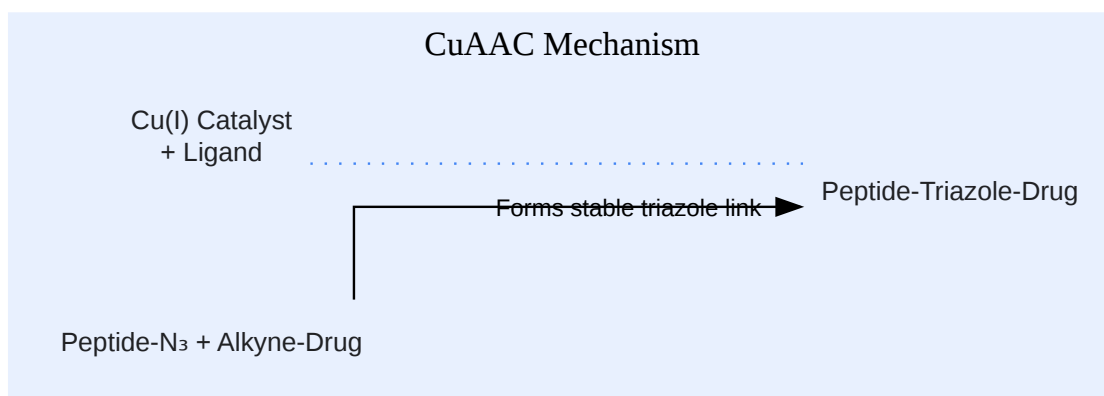 CuAAC Mechanism
Cu(I) Catalyst
+ Ligand
Peptide-Triazole-Drug
Forms stable triazole link
Peptide-N₃ + Alkyne-Drug